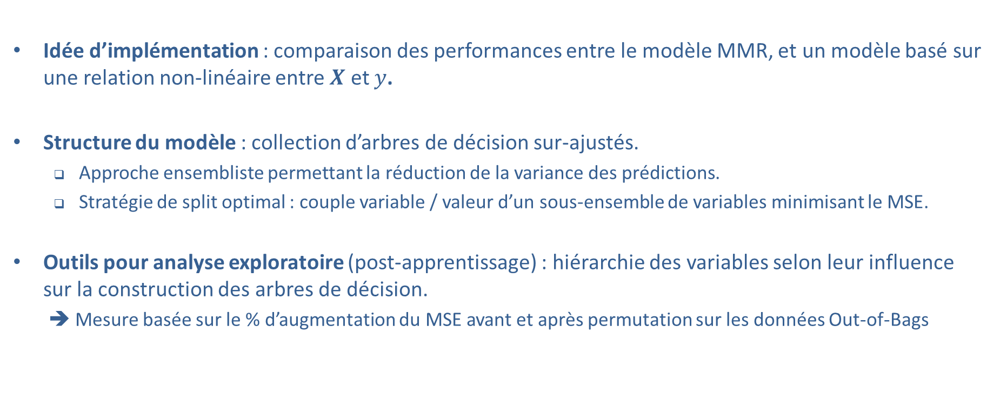 • Idée d’implémentation : comparaison des performances entre le modèle MMR, et un modèle basé sur
une relation non-linéaire entre X et y.
• Structure du modèle : collection d’arbres de décision sur-ajustés.
❑ Approche ensembliste permettant la réduction de la variance des prédictions.
❑ Stratégie de split optimal : couple variable / valeur d’un sous-ensemble de variables minimisant le MSE.
• Outils pour analyse exploratoire (post-apprentissage) : hiérarchie des variables selon leur influence
sur la construction des arbres de décision.
➔ Mesure basée sur le % d’augmentation du MSE avant et après permutation sur les données Out-of-Bags